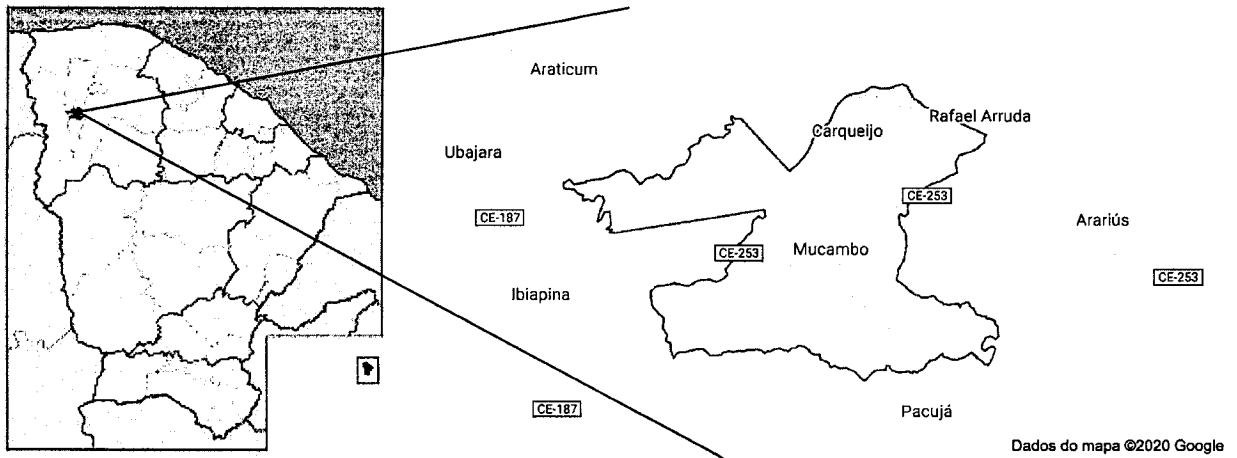 Araticum
Rafael Arruda
Carqueijo
Ubajara
CE-253
CE-187
Arariús
Mucambo
CE-253
CE-253
Ibiapina
CE-187
Pacujá
Dados do mapa ©2020 Google